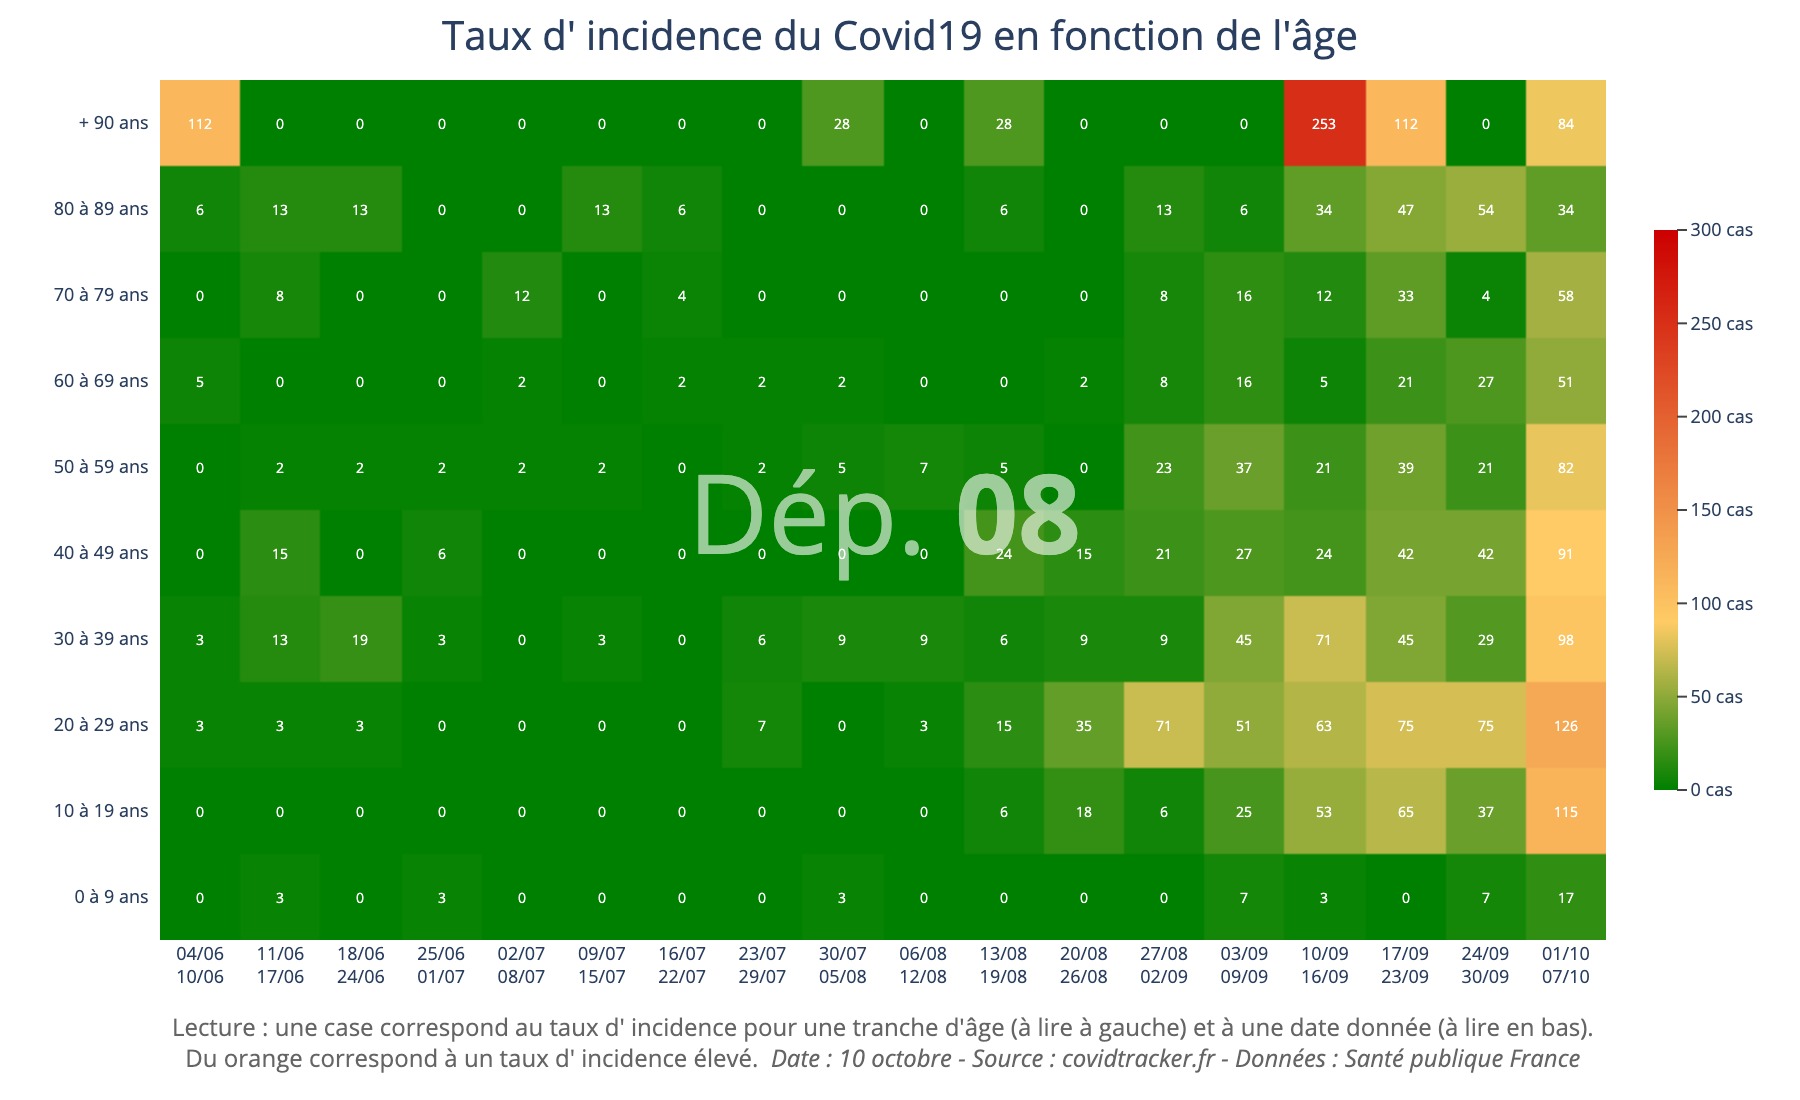 Taux d' incidence du Covid19 en fonction de l'âge
+ 90 ans 112 0 0 0 0 0 0 0 28 0 28 0 0 0 253 112 0 84
80 à 89 ans 6 13 13 0 0 13 6 0 0 0 6 0 13 6 34 47 54 34
70 à 79 ans 0 8 0 0 12 0 4 0 0 0 0 0 8 16 12 33 4 58
60 à 69 ans 5 0 0 0 2 0 2 2 2 0 0 2 8 16 5 21 27 51
50 à 59 ans 0 2 2 2 2 2 0 2 5 7 5 0 23 37 21 39 21 82
Dép. 08
40 à 49 ans 0 15 0 6 0 0 0 0 0 0 24 15 21 27 24 42 42 91
30 à 39 ans 3 13 19 3 0 3 0 6 9 9 6 9 9 45 71 45 29 98
20 à 29 ans 3 3 3 0 0 0 0 7 0 3 15 35 71 51 63 75 75 126
10 à 19 ans 0 0 0 0 0 0 0 0 0 0 6 18 6 25 53 65 37 115
0 à 9 ans 0 3 0 3 0 0 0 0 3 0 0 0 0 7 3 0 7 17
04/06 11/06 18/06 25/06 02/07 09/07 16/07 23/07 30/07 06/08 13/08 20/08 27/08 03/09 10/09 17/09 24/09 01/10
10/06 17/06 24/06 01/07 08/07 15/07 22/07 29/07 05/08 12/08 19/08 26/08 02/09 09/09 16/09 23/09 30/09 07/10
300 cas
250 cas
200 cas
150 cas
100 cas
50 cas
0 cas
Lecture : une case correspond au taux d' incidence pour une tranche d'âge (à lire à gauche) et à une date donnée (à lire en bas).
Du orange correspond à un taux d' incidence élevé. Date : 10 octobre - Source : covidtracker.fr - Données : Santé publique France